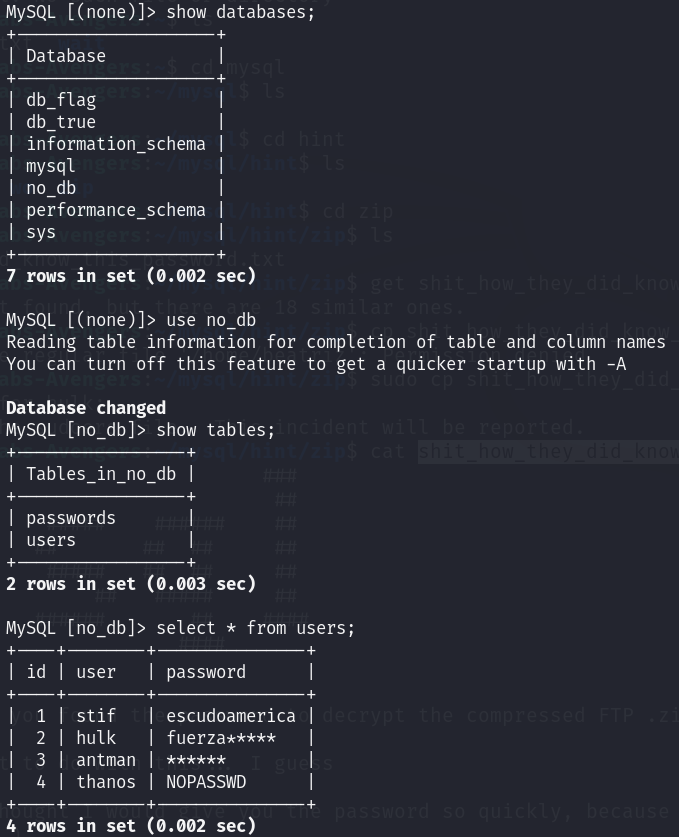 MySQL [(none)]> show databases;
+--------------------+
| Database           |
+--------------------+
| db_flag            |
| db_true            |
| information_schema |
| mysql              |
| no_db              |
| performance_schema |
| sys                |
+--------------------+
7 rows in set (0.002 sec)
MySQL [(none)]> use no_db
Reading table information for completion of table and column names
You can turn off this feature to get a quicker startup with -A
Database changed
MySQL [no_db]> show tables;
+-----------------+
| Tables_in_no_db |
+-----------------+
| passwords       |
| users           |
+-----------------+
2 rows in set (0.003 sec)
MySQL [no_db]> select * from users;
+----+--------+---------------+
| id | user   | password      |
+----+--------+---------------+
|  1 | stif   | escudoamerica |
|  2 | hulk   | fuerza*****   |
|  3 | antman | ******        |
|  4 | thanos | NOPASSWD      |
+----+--------+---------------+
4 rows in set (0.002 sec)